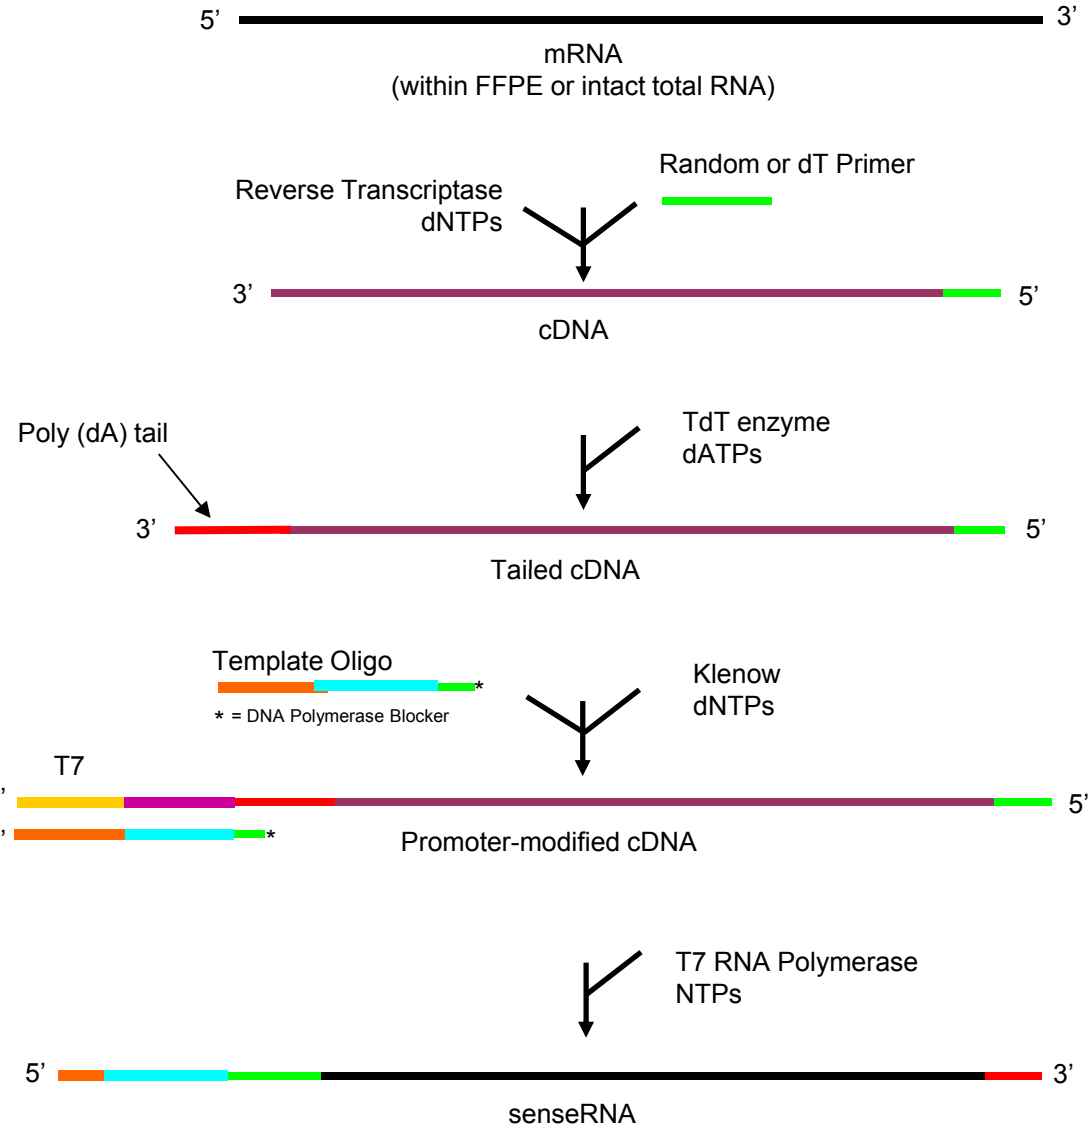 5’
3’
mRNA
(within FFPE or intact total RNA)
Random or dT Primer
Reverse Transcriptase
dNTPs
3’
5’
cDNA
Poly (dA) tail
TdT enzyme
dATPs
3’
5’
Tailed cDNA
Template Oligo
*
* = DNA Polymerase Blocker
Klenow
dNTPs
T7
’
5’
’
*
Promoter-modified cDNA
T7 RNA Polymerase
NTPs
5’
3’
senseRNA